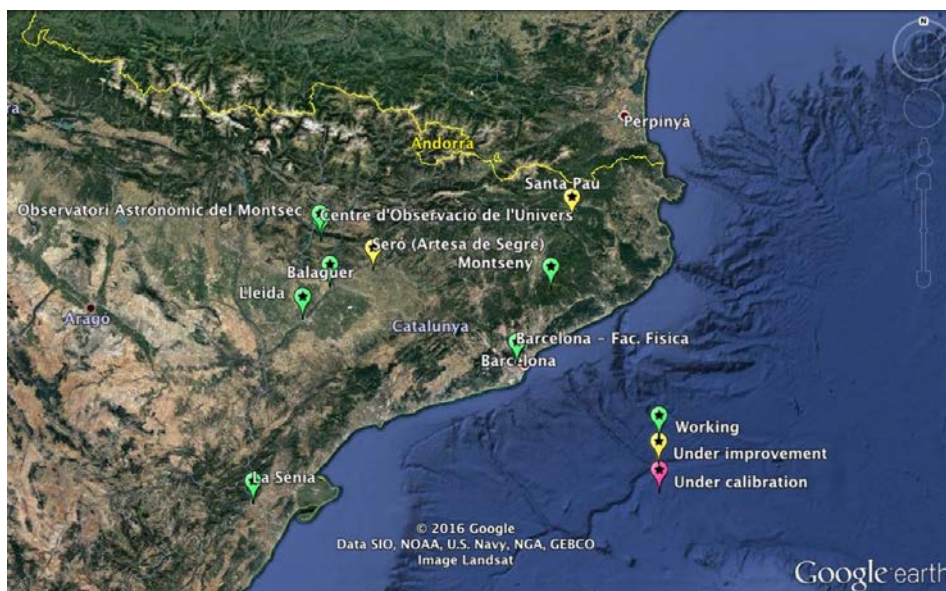 N
Perpinyà
Andorra
Santa Pau
Observatori Astronòmic del Montsec
Centre d'Observació de l'Univers
Seró (Artesa de Segre)
Montseny
Balaguer
Lleida
Aragó
Catalunya
Barcelona - Fac. Física
Barcelona
Working
Under improvement
Under calibration
La Sénia
© 2016 Google
Data SIO, NOAA, U.S. Navy, NGA, GEBCO
Image Landsat
Google earth